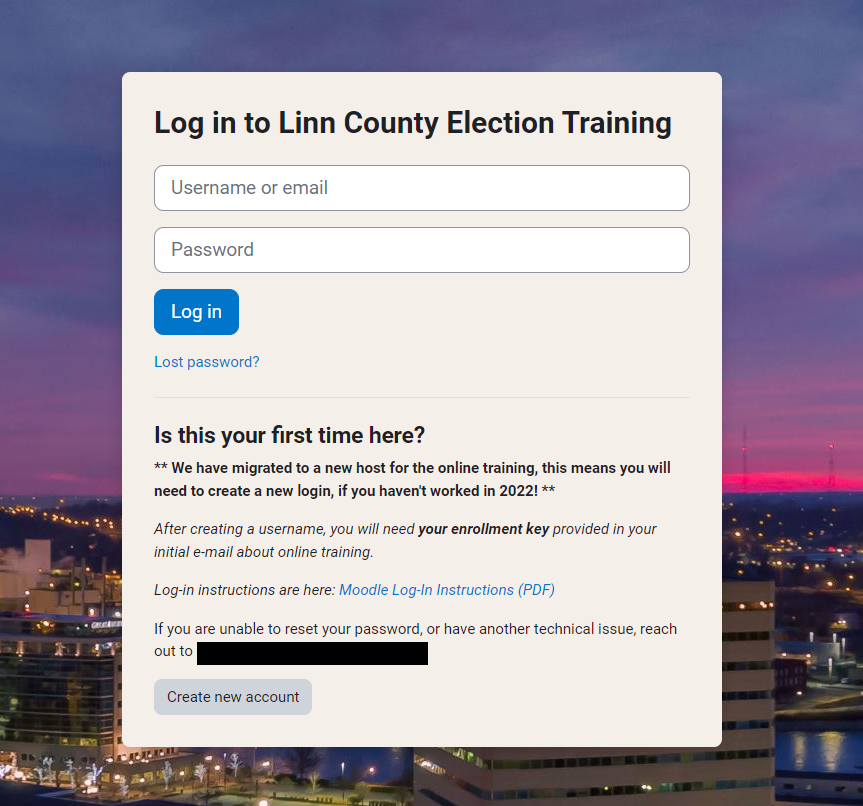 Log in to Linn County Election Training
Username or email
Password
Log in
Lost password?
Is this your first time here?
** We have migrated to a new host for the online training, this means you will
need to create a new login, if you haven't worked in 2022! **
After creating a username, you will need your enrollment key provided in your
initial e-mail about online training.
Log-in instructions are here: Moodle Log-In Instructions (PDF)
If you are unable to reset your password, or have another technical issue, reach
out to
Create new account